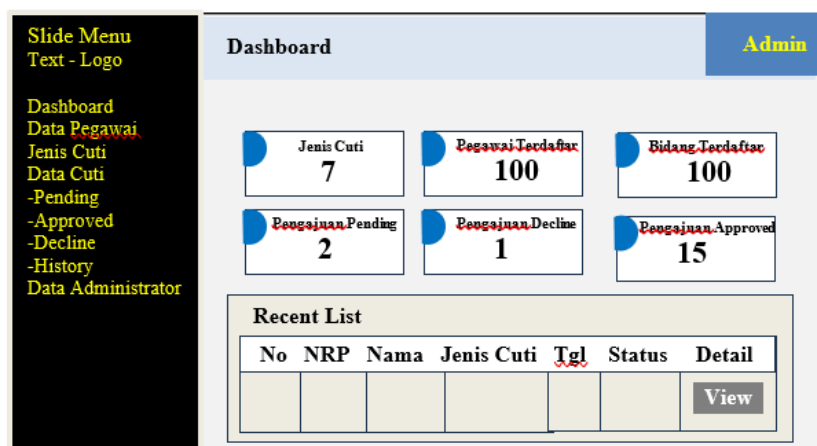 Slide Menu
Text - Logo
Dashboard
Data Pegawai
Jenis Cuti
Data Cuti
-Pending
-Approved
-Decline
-History
Data Administrator
Dashboard
Admin
Jenis Cuti
7
Pegawai Terdaftar
100
Bidang Terdaftar
100
Pengajuan Pending
2
Pengajuan Decline
1
Pengajuan Approved
15
Recent List
No NRP Nama Jenis Cuti Tgl Status Detail
View